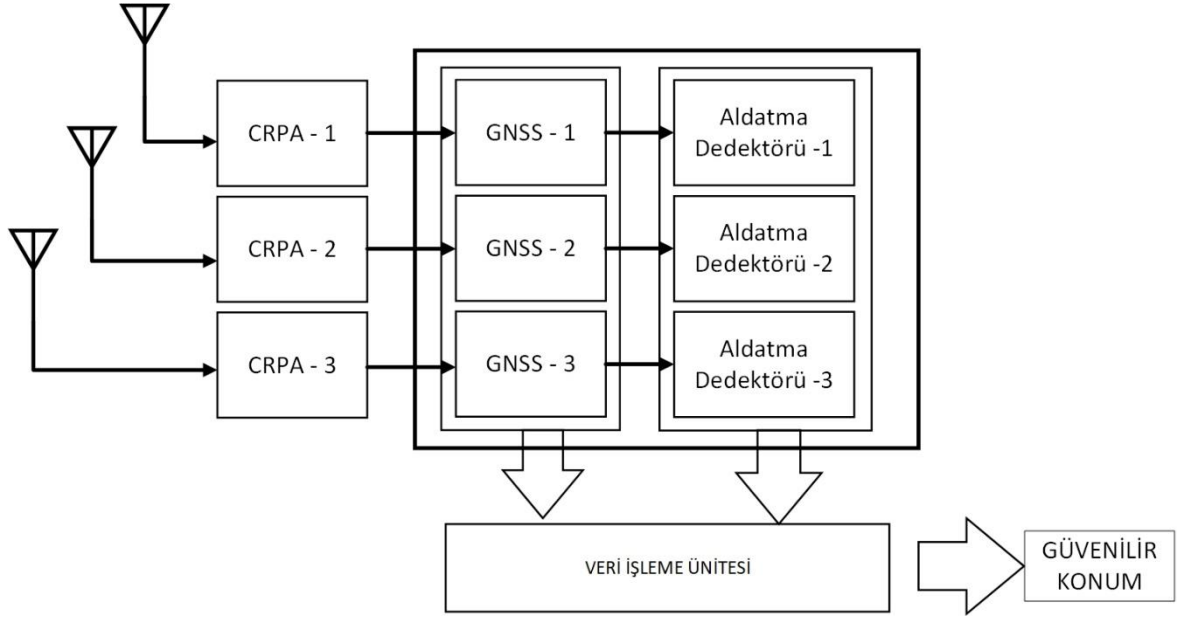 CRPA - 1
GNSS - 1
Aldatma
Dedektörü -1
CRPA - 2
GNSS - 2
Aldatma
Dedektörü -2
CRPA - 3
GNSS - 3
Aldatma
Dedektörü -3
VERİ İŞLEME ÜNİTESİ
GÜVENİLİR
KONUM